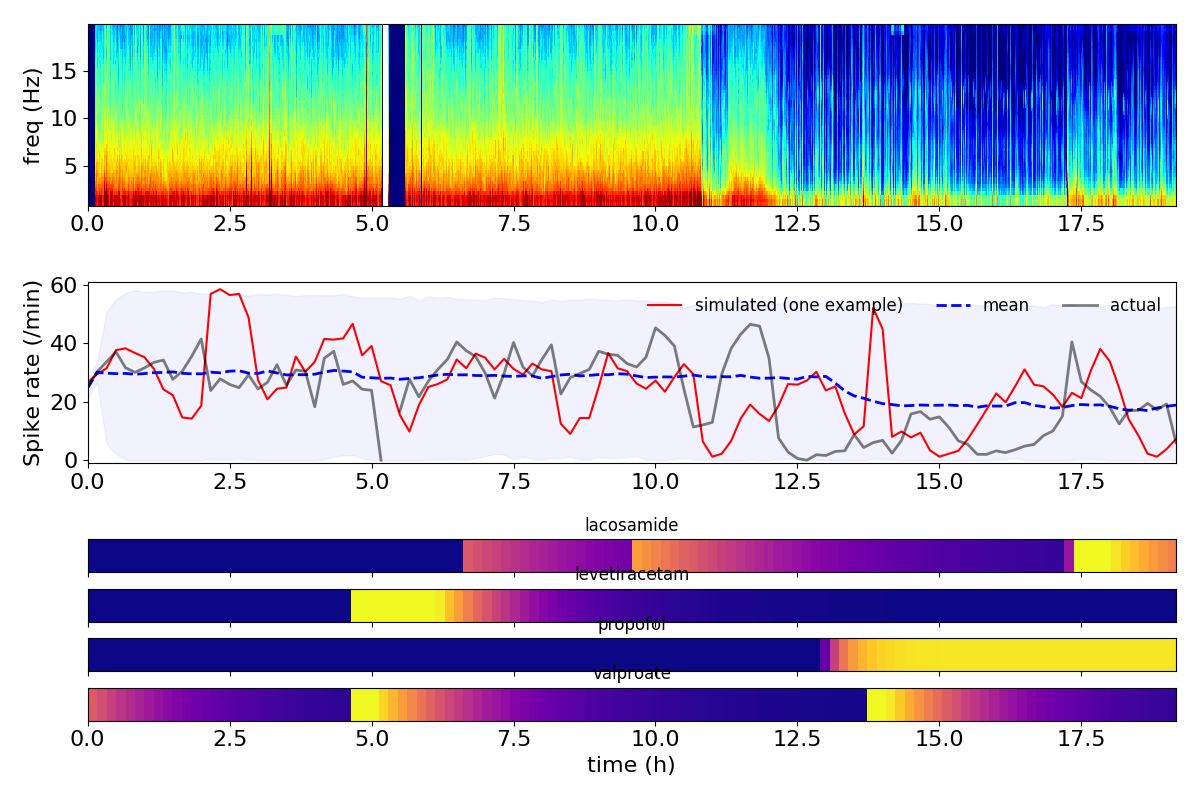 freq (Hz)
15
10
5
0.0 2.5 5.0 7.5 10.0 12.5 15.0 17.5
Spike rate (/min)
60
40
20
0
simulated (one example) mean actual
0.0 2.5 5.0 7.5 10.0 12.5 15.0 17.5
lacosamide
levetiracetam
propofol
valproate
0.0 2.5 5.0 7.5 10.0 12.5 15.0 17.5
time (h)